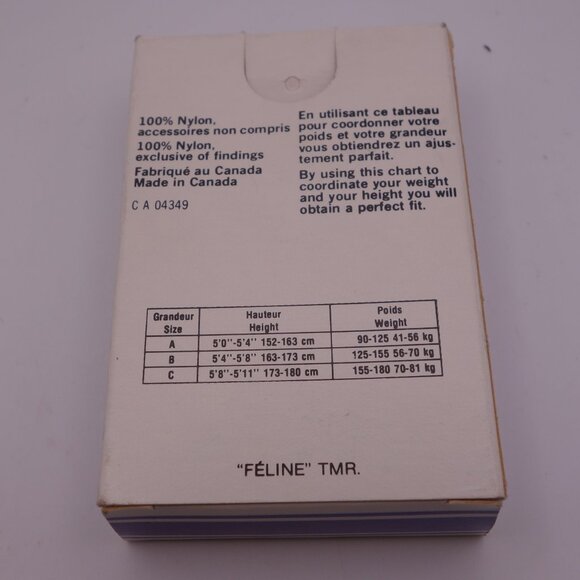 100% Nylon,
accessoires non compris
100% Nylon,
exclusive of findings
Fabriqué au Canada
Made in Canada
C A 04349
En utilisant ce tableau
pour coordonner votre
poids et votre grandeur
vous obtiendrez un ajus-
tement parfait.
By using this chart to
coordinate your weight
and your height you will
obtain a perfect fit.
Grandeur Hauteur Poids
Size Height Weight
A 5'0''-5'4'' 152-163 cm 90-125 41-56 kg
B 5'4''-5'8'' 163-173 cm 125-155 56-70 kg
C 5'8''-5'11'' 173-180 cm 155-180 70-81 kg
"FÉLINE" TMR.